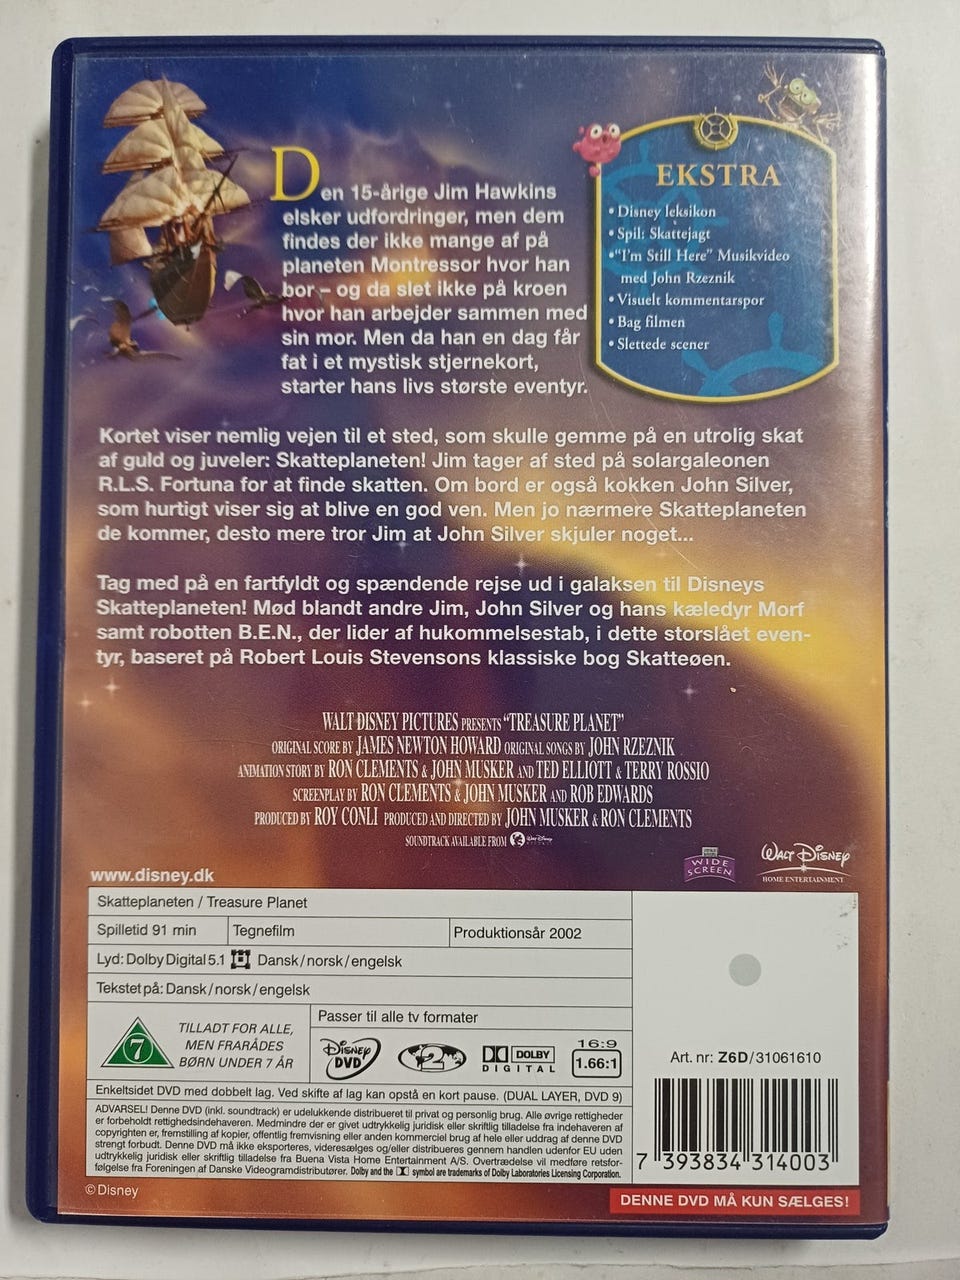 Den 15-årige Jim Hawkins
elsker udfordringer, men dem
findes der ikke mange af på
planeten Montressor hvor han
bor – og da slet ikke på kroen
hvor han arbejder sammen med
sin mor. Men da han en dag får
fat i et mystisk stjernekort,
starter hans livs største eventyr.
EKSTRA
• Disney leksikon
• Spil: Skattejagt
• "I'm Still Here" Musikvideo
med John Rzeznik
• Visuelt kommentarspor
• Bag filmen
• Slettede scener
Kortet viser nemlig vejen til et sted, som skulle gemme på en utrolig skat
af guld og juveler: Skatteplaneten! Jim tager af sted på solargaleonen
R.L.S. Fortuna for at finde skatten. Om bord er også kokken John Silver,
som hurtigt viser sig at blive en god ven. Men jo nærmere Skatteplaneten
de kommer, desto mere tror Jim at John Silver skjuler noget...
Tag med på en fartfyldt og spændende rejse ud i galaksen til Disneys
Skatteplaneten! Mød blandt andre Jim, John Silver og hans kæledyr Morf
samt robotten B.E.N., der lider af hukommelsestab, i dette storslået even-
tyr, baseret på Robert Louis Stevensons klassiske bog Skatteøen.
WALT DISNEY PICTURES PRESENTS "TREASURE PLANET"
ORIGINAL SCORE BY JAMES NEWTON HOWARD ORIGINAL SONGS BY JOHN RZEZNIK
ANIMATION STORY BY RON CLEMENTS & JOHN MUSKER AND TED ELLIOTT & TERRY ROSSIO
SCREENPLAY BY RON CLEMENTS & JOHN MUSKER AND ROB EDWARDS
PRODUCED BY ROY CONLI PRODUCED AND DIRECTED BY JOHN MUSKER & RON CLEMENTS
SOUNDTRACK AVAILABLE FROM
WIDE
SCREEN
WALT DISNEY
HOME ENTERTAINMENT
www.disney.dk
Skatteplaneten / Treasure Planet
Spilletid 91 min Tegnefilm Produktionsår 2002
Lyd: Dolby Digital 5.1 Dansk/norsk/engelsk
Tekstet på: Dansk/norsk/engelsk
7
TILLADT FOR ALLE,
MEN FRARÅDES
BØRN UNDER 7 ÅR
Passer til alle tv formater
DISNEY
DVD
2
DOLBY
DIGITAL
16:9
1.66:1
Enkeltsidet DVD med dobbelt lag. Ved skifte af lag kan opstå en kort pause. (DUAL LAYER, DVD 9)
ADVARSEL! Denne DVD (inkl. soundtrack) er udelukkende distribueret til privat og personlig brug. Alle øvrige rettigheder
er forbeholdt rettighedsindehaveren. Medmindre der er givet udtrykkelig juridisk eller skriftlig tilladelse fra indehaveren af
copyrighten er, fremstilling af kopier, offentlig fremvisning eller anden kommerciel brug af hele eller uddrag af denne DVD
strengt forbudt. Denne DVD må ikke eksporteres, videresælges og/eller distribueres gennem handlen udenfor EU uden
udtrykkelig juridisk eller skriftlig tilladelse fra Buena Vista Home Entertainment A/S. Overtrædelse vil medføre retsfor-
følgelse fra Foreningen af Danske Videogramdistributører. Dolby and the symbol are trademarks of Dolby Laboratories Licensing Corporation.
Art. nr: Z6D/31061610
7 393834 314003
© Disney
DENNE DVD MÅ KUN SÆLGES!